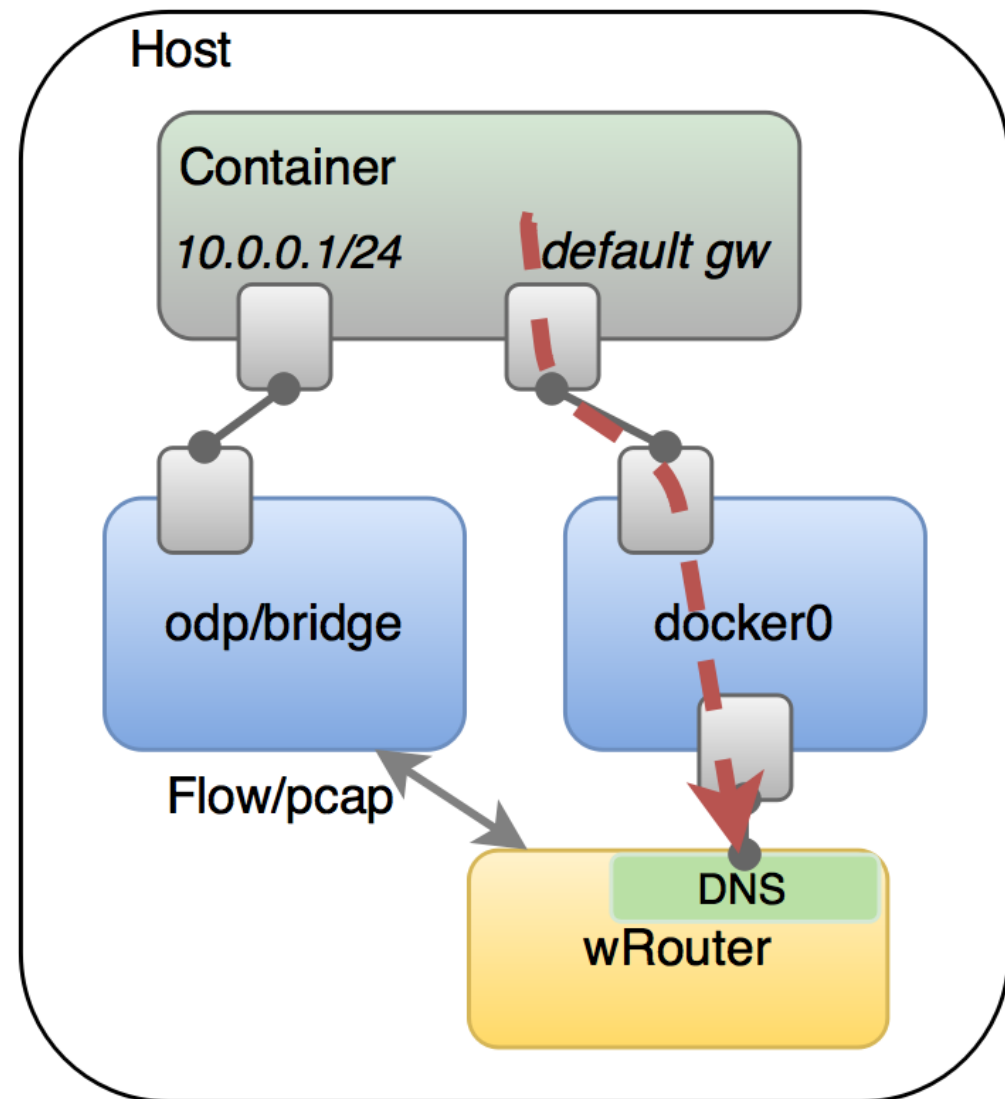 Host
Container
10.0.0.1/24
default gw
odp/bridge
docker0
Flow/pcap
DNS
wRouter